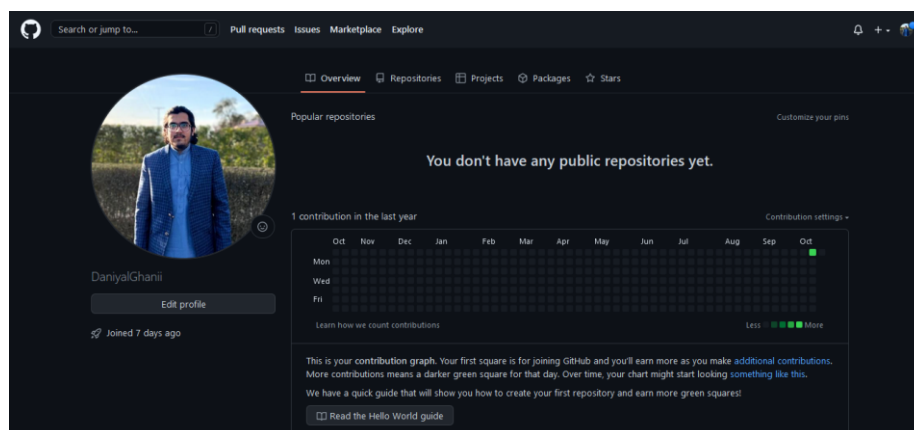 Search or jump to... /
Pull requests Issues Marketplace Explore
Overview Repositories Projects Packages Stars
Popular repositories
Customize your pins
You don't have any public repositories yet.
1 contribution in the last year
Contribution settings
Oct Nov Dec Jan Feb Mar Apr May Jun Jul Aug Sep Oct
Mon
Wed
Fri
Learn how we count contributions
Less More
DaniyalGhanii
Edit profile
Joined 7 days ago
This is your contribution graph. Your first square is for joining GitHub and you'll earn more as you make additional contributions.
More contributions means a darker green square for that day. Over time, your chart might start looking something like this.
We have a quick guide that will show you how to create your first repository and earn more green squares!
Read the Hello World guide